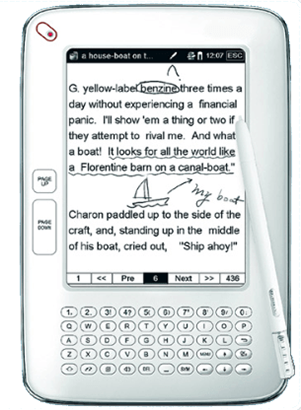 a house-boat on t... 12:07 ESC
G. yellow-label benzine three times a
day without experiencing a financial
panic. I'll show 'em a thing or two if
they attempt to rival me. And what
a boat! It looks for all the world like
a Florentine barn on a canal-boat."
my boat
Charon paddled up to the side of the
craft, and, standing up in the middle
of his boat, cried out, "Ship ahoy!"
1 << Pre 6 Next >> 436
PAGE
UP
PAGE
DOWN
Q W E R T Y U I O P
A S D F G H J K L
Z X C V B N M